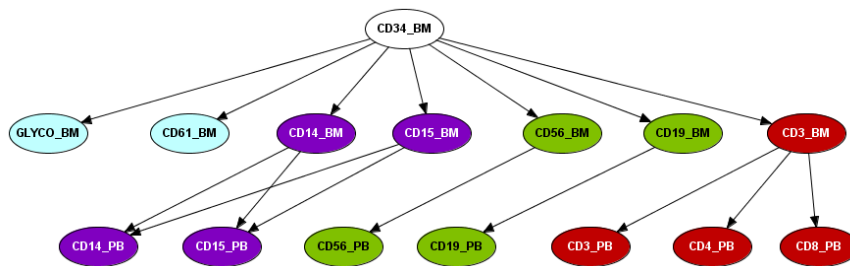 CD34_BM
GLYCO_BM CD61_BM CD14_BM CD15_BM CD56_BM CD19_BM CD3_BM
CD14_PB CD15_PB CD56_PB CD19_PB CD3_PB CD4_PB CD8_PB